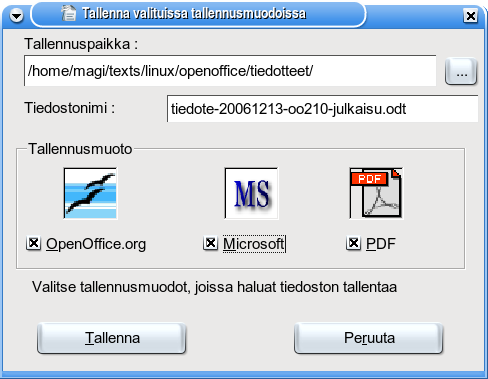 Tallenna valituissa tallennusmuodoissa
Tallennuspaikka :
/home/magi/texts/linux/openoffice/tiedotteet/
...
Tiedostonimi :
tiedote-20061213-oo210-julkaisu.odt
Tallennusmuoto
MS
PDF
OpenOffice.org
Microsoft
PDF
Valitse tallennusmuodot, joissa haluat tiedoston tallentaa
Tallenna
Peruuta